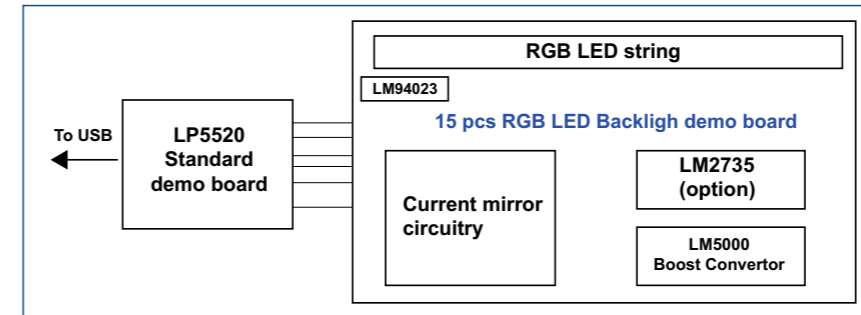 RGB LED string
LM94023
15 pcs RGB LED Backligh demo board
To USB
LP5520
Standard
demo board
Current mirror
circuitry
LM2735
(option)
LM5000
Boost Convertor